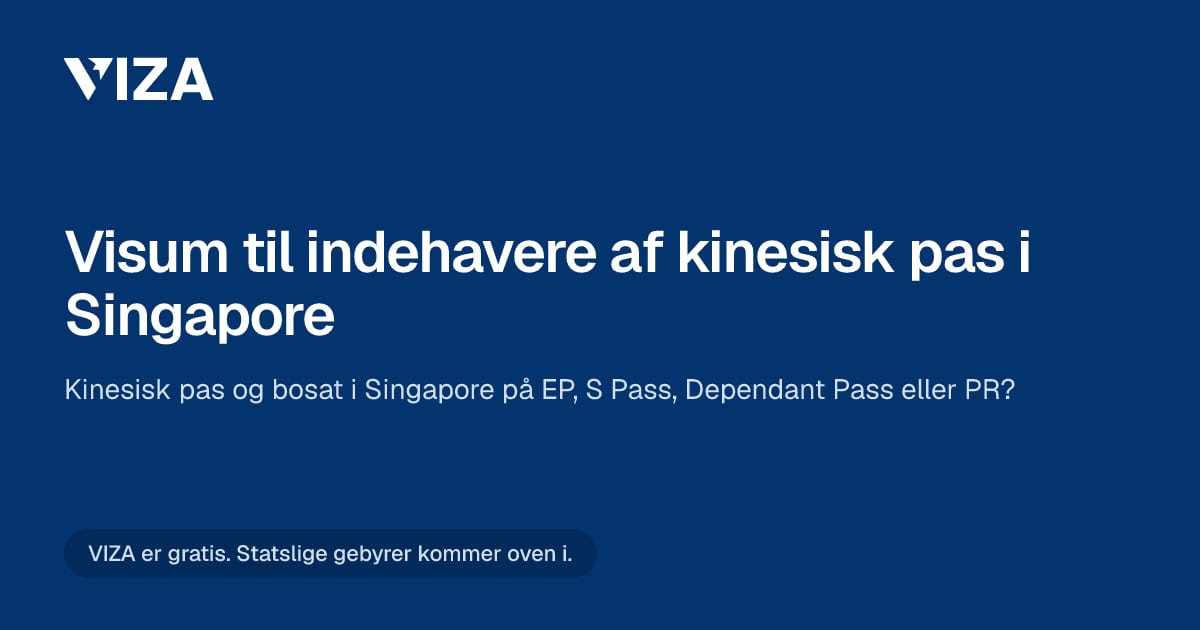 VIZA
Visum til indehavere af kinesisk pas i
Singapore
Kinesisk pas og bosat i Singapore på EP, S Pass, Dependant Pass eller PR?
VIZA er gratis. Statslige gebyrer kommer oven i.